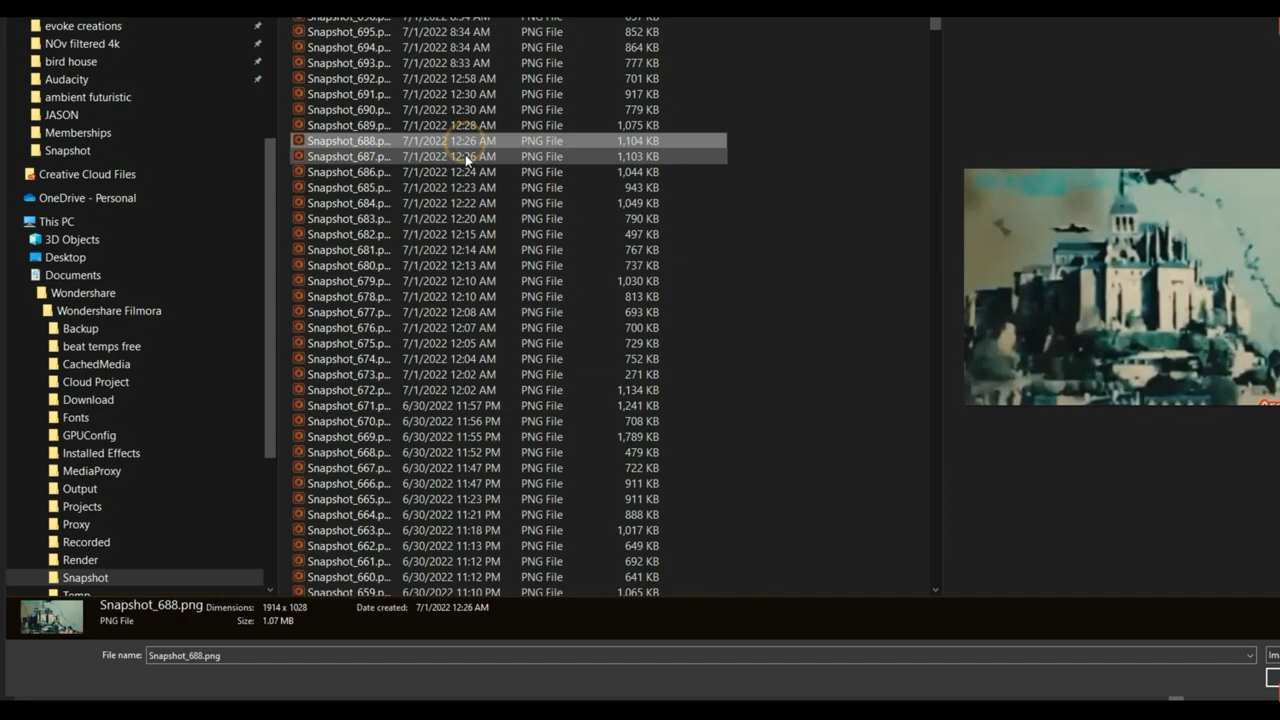 evoke creations
NOv filtered 4k
bird house
Audacity
ambient futuristic
JASON
Memberships
Snapshot
Creative Cloud Files
OneDrive - Personal
This PC
3D Objects
Desktop
Documents
Wondershare
Wondershare Filmora
Backup
beat temps free
CachedMedia
Cloud Project
Download
Fonts
GPUConfig
Installed Effects
MediaProxy
Output
Projects
Proxy
Recorded
Render
Snapshot
Snapshot_695.p... 7/1/2022 8:34 AM PNG File 852 KB
Snapshot_694.p... 7/1/2022 8:34 AM PNG File 864 KB
Snapshot_693.p... 7/1/2022 8:33 AM PNG File 777 KB
Snapshot_692.p... 7/1/2022 12:58 AM PNG File 701 KB
Snapshot_691.p... 7/1/2022 12:30 AM PNG File 917 KB
Snapshot_690.p... 7/1/2022 12:30 AM PNG File 779 KB
Snapshot_689.p... 7/1/2022 12:28 AM PNG File 1,075 KB
Snapshot_688.p... 7/1/2022 12:26 AM PNG File 1,104 KB
Snapshot_687.p... 7/1/2022 12:26 AM PNG File 1,103 KB
Snapshot_686.p... 7/1/2022 12:24 AM PNG File 1,044 KB
Snapshot_685.p... 7/1/2022 12:23 AM PNG File 943 KB
Snapshot_684.p... 7/1/2022 12:22 AM PNG File 1,049 KB
Snapshot_683.p... 7/1/2022 12:20 AM PNG File 790 KB
Snapshot_682.p... 7/1/2022 12:15 AM PNG File 497 KB
Snapshot_681.p... 7/1/2022 12:14 AM PNG File 767 KB
Snapshot_680.p... 7/1/2022 12:13 AM PNG File 737 KB
Snapshot_679.p... 7/1/2022 12:10 AM PNG File 1,030 KB
Snapshot_678.p... 7/1/2022 12:10 AM PNG File 813 KB
Snapshot_677.p... 7/1/2022 12:08 AM PNG File 693 KB
Snapshot_676.p... 7/1/2022 12:07 AM PNG File 700 KB
Snapshot_675.p... 7/1/2022 12:05 AM PNG File 729 KB
Snapshot_674.p... 7/1/2022 12:04 AM PNG File 752 KB
Snapshot_673.p... 7/1/2022 12:02 AM PNG File 271 KB
Snapshot_672.p... 7/1/2022 12:02 AM PNG File 1,134 KB
Snapshot_671.p... 6/30/2022 11:57 PM PNG File 1,241 KB
Snapshot_670.p... 6/30/2022 11:56 PM PNG File 708 KB
Snapshot_669.p... 6/30/2022 11:55 PM PNG File 1,789 KB
Snapshot_668.p... 6/30/2022 11:52 PM PNG File 479 KB
Snapshot_667.p... 6/30/2022 11:47 PM PNG File 722 KB
Snapshot_666.p... 6/30/2022 11:47 PM PNG File 911 KB
Snapshot_665.p... 6/30/2022 11:23 PM PNG File 911 KB
Snapshot_664.p... 6/30/2022 11:21 PM PNG File 888 KB
Snapshot_663.p... 6/30/2022 11:18 PM PNG File 1,017 KB
Snapshot_662.p... 6/30/2022 11:13 PM PNG File 649 KB
Snapshot_661.p... 6/30/2022 11:12 PM PNG File 692 KB
Snapshot_660.p... 6/30/2022 11:12 PM PNG File 641 KB
Snapshot_659.p... 6/30/2022 11:10 PM PNG File 1,065 KB
Snapshot_688.png Dimensions: 1914 x 1028 Date created: 7/1/2022 12:26 AM
PNG File Size: 1.07 MB
File name: Snapshot_688.png